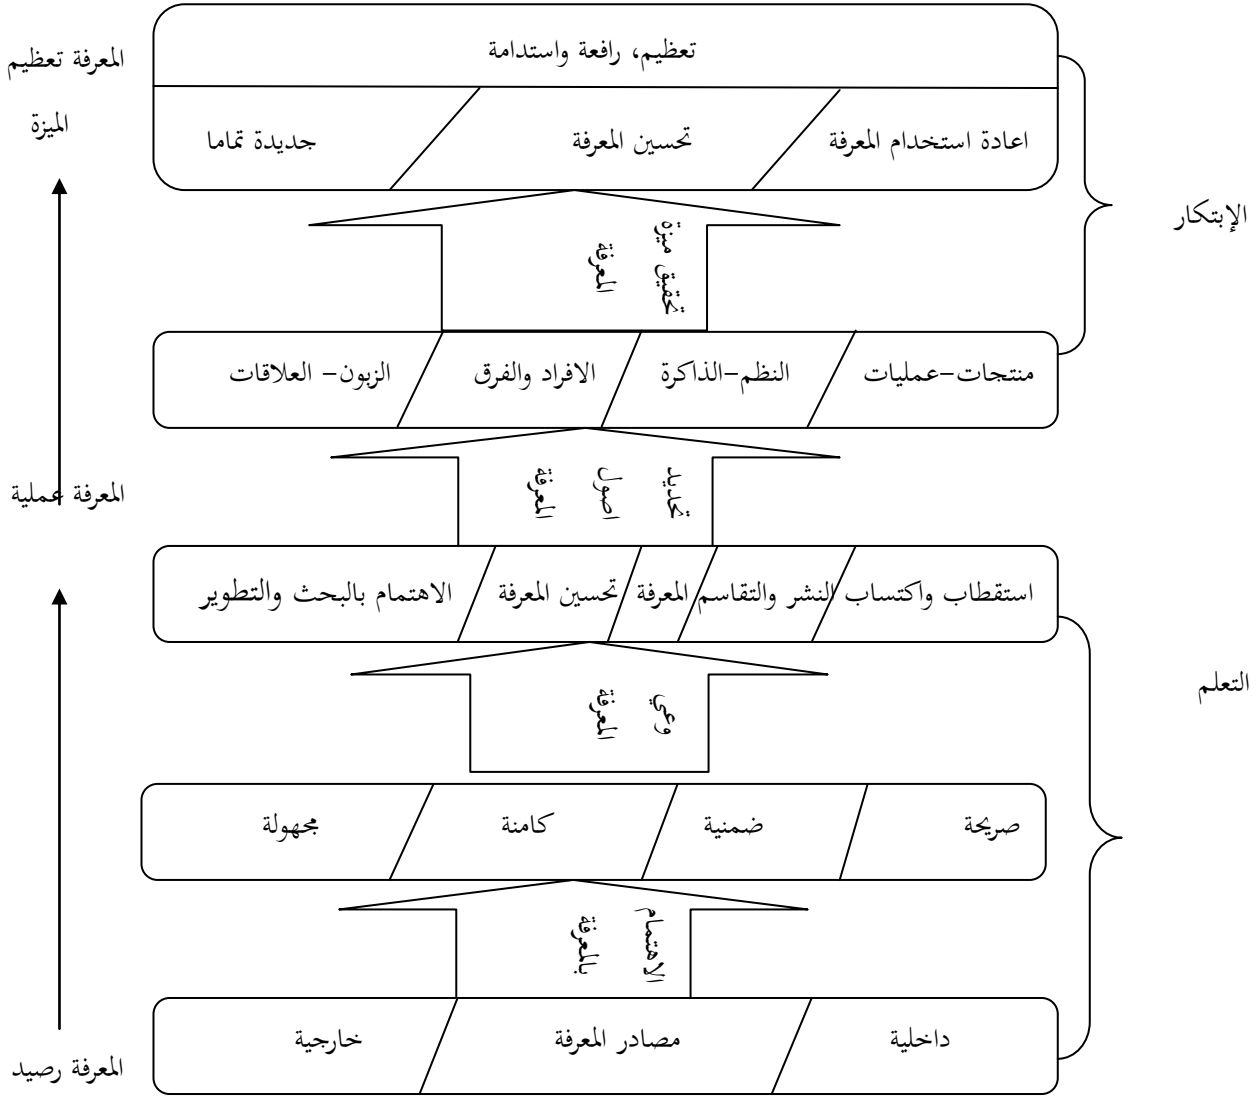 تعظيم، رافعة واستدامة
المعرفة تعظيم
الميزة
اعادة استخدام المعرفة
تحسين المعرفة
جديدة تماما
الإبتكار
تحقيق ميزة
المعرفة
منتجات-عمليات
النظم-الذاكرة
الافراد والفرق
الزبون- العلاقات
تحديد
اصول
المعرفة
المعرفة عملية
استقطاب واكتساب
النشر والتقاسم
المعرفة
تحسين المعرفة
الاهتمام بالبحث والتطوير
التعلم
وعي
المعرفة
صريحة
ضمنية
كامنة
مجهولة
الاهتمام
بالمعرفة
داخلية
مصادر المعرفة
خارجية
المعرفة رصيد